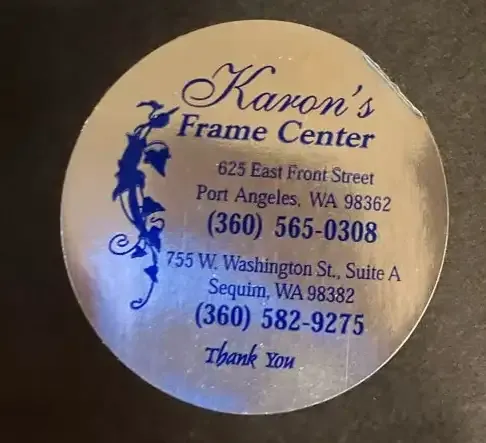 Karon's
Frame Center
625 East Front Street
Port Angeles, WA 98362
(360) 565-0308
755 W. Washington St., Suite A
Sequim, WA 98382
(360) 582-9275
Thank You